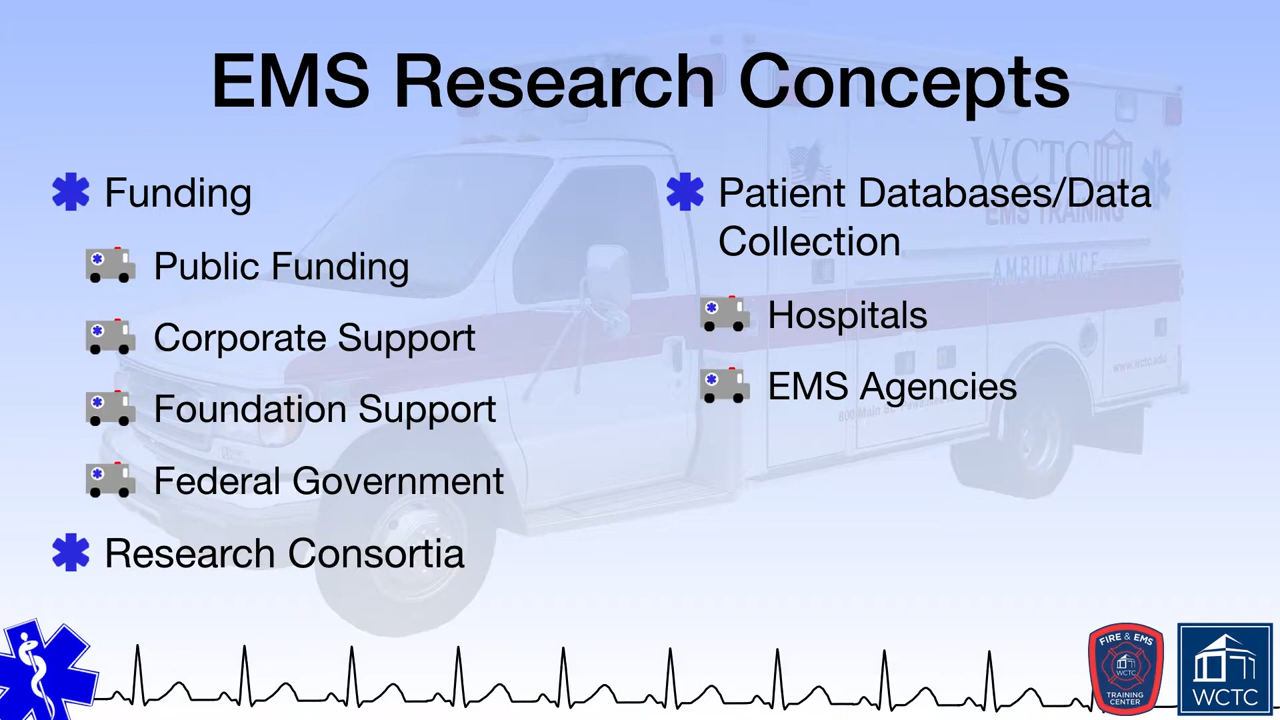 EMS Research Concepts
Funding
Public Funding
Corporate Support
Foundation Support
Federal Government
Research Consortia
Patient Databases/Data
Collection
Hospitals
EMS Agencies
WCTC
EMS TRAINING
AMBULANCE
www.wctc.edu
FIRE & EMS
WCTC
TRAINING
CENTER
WCTC